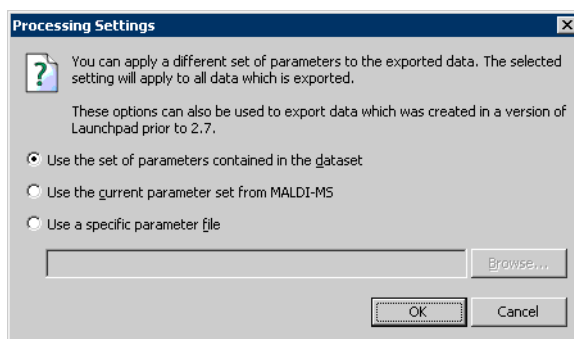 Processing Settings
You can apply a different set of parameters to the exported data. The selected
setting will apply to all data which is exported.
These options can also be used to export data which was created in a version of
Launchpad prior to 2.7.
Use the set of parameters contained in the dataset
Use the current parameter set from MALDI-MS
Use a specific parameter file
Browse...
OK
Cancel